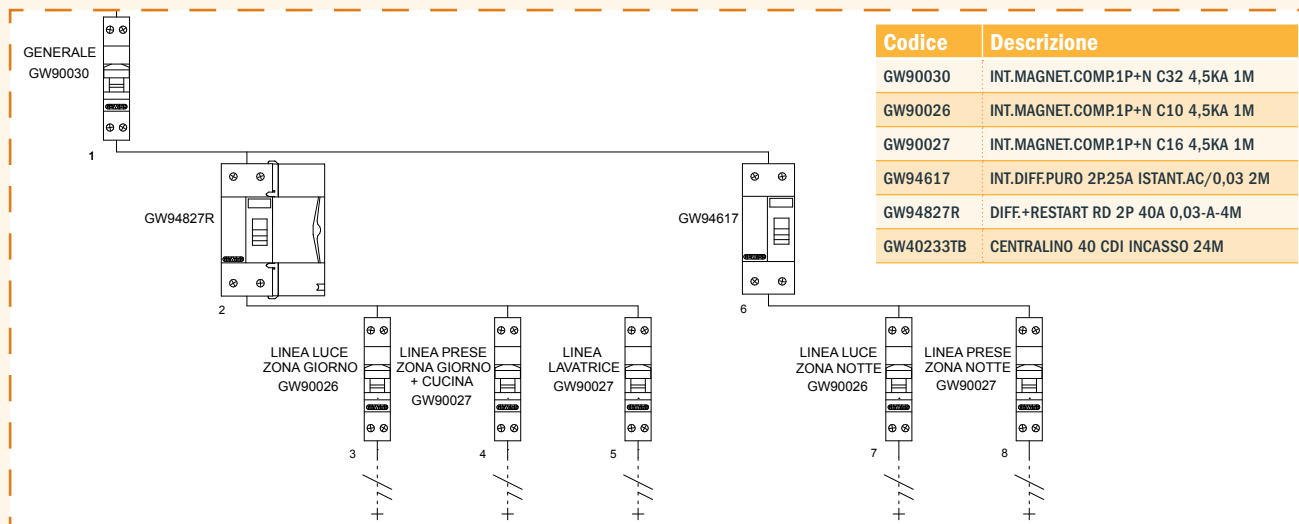 GENERALE
GW90030
1
GW94827R
2
GW94617
6
LINEA LUCE
ZONA GIORNO
GW90026
3
LINEA PRESE
ZONA GIORNO
+ CUCINA
GW90027
4
LINEA
LAVATRICE
GW90027
5
LINEA LUCE
ZONA NOTTE
GW90026
7
LINEA PRESE
ZONA NOTTE
GW90027
8
Codice Descrizione
GW90030 INT.MAGNET.COMP.1P+N C32 4,5KA 1M
GW90026 INT.MAGNET.COMP.1P+N C10 4,5KA 1M
GW90027 INT.MAGNET.COMP.1P+N C16 4,5KA 1M
GW94617 INT.DIFF.PURO 2P.25A ISTANT.AC/0,03 2M
GW94827R DIFF.+RESTART RD 2P 40A 0,03-A-4M
GW40233TB CENTRALINO 40 CDI INCASSO 24M